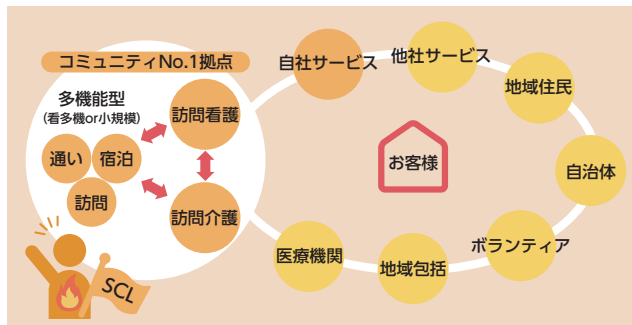 コミュニティNo.1拠点
多機能型
(看多機or小規模)
通い
宿泊
訪問
訪問看護
訪問介護
SCL
自社サービス
他社サービス
地域住民
自治体
ボランティア
地域包括
医療機関
お客様